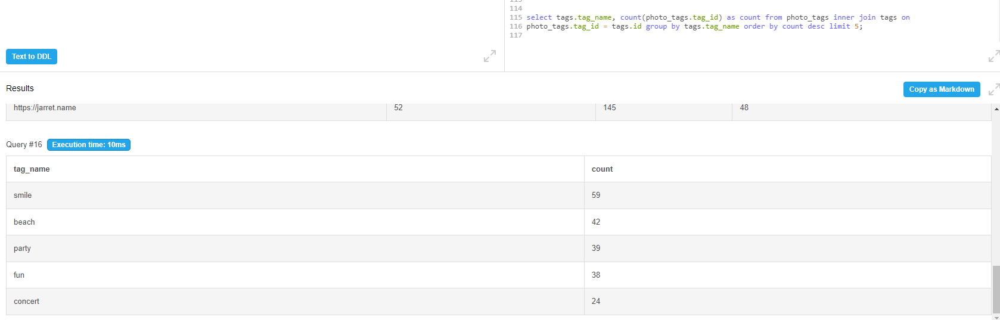 113
114
115 select tags.tag_name, count(photo_tags.tag_id) as count from photo_tags inner join tags on
116 photo_tags.tag_id = tags.id group by tags.tag_name order by count desc limit 5;
117
Text to DDL
Results
Copy as Markdown
https://jarret.name 52 145 48
Query #16 Execution time: 10ms
tag_name count
smile 59
beach 42
party 39
fun 38
concert 24